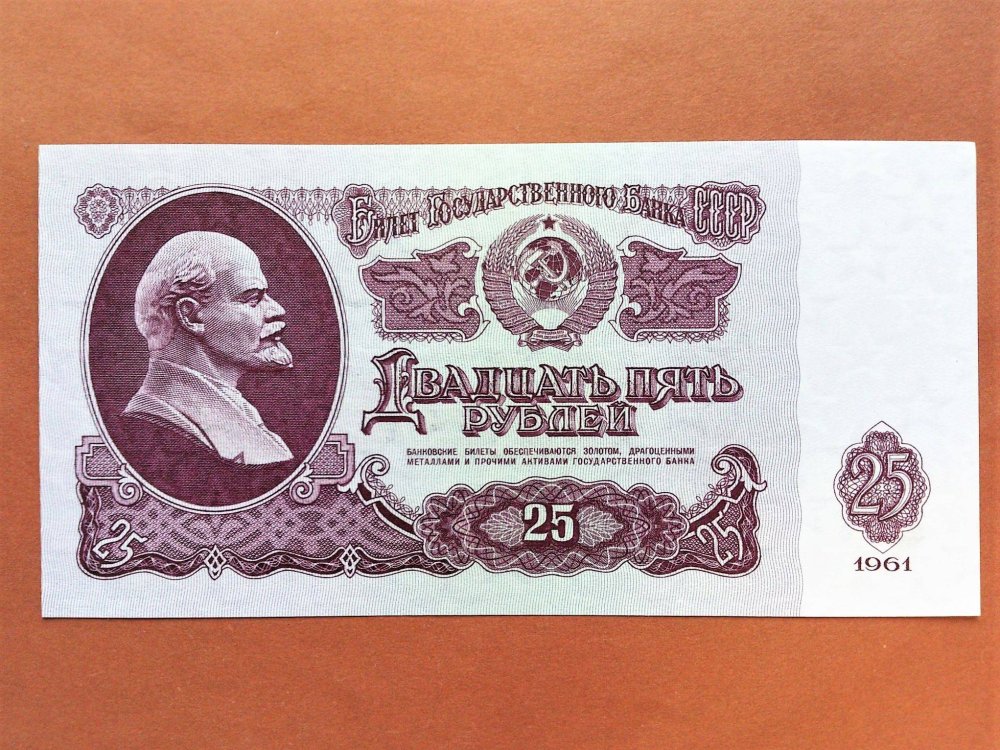 Билет Государственного Банка СССР
Двадцать пять
рублей
БАНКОВСКИЕ БИЛЕТЫ ОБЕСПЕЧИВАЮТСЯ ЗОЛОТОМ, ДРАГОЦЕННЫМИ
МЕТАЛЛАМИ И ПРОЧИМИ АКТИВАМИ ГОСУДАРСТВЕННОГО БАНКА
25
25
25
25
1961